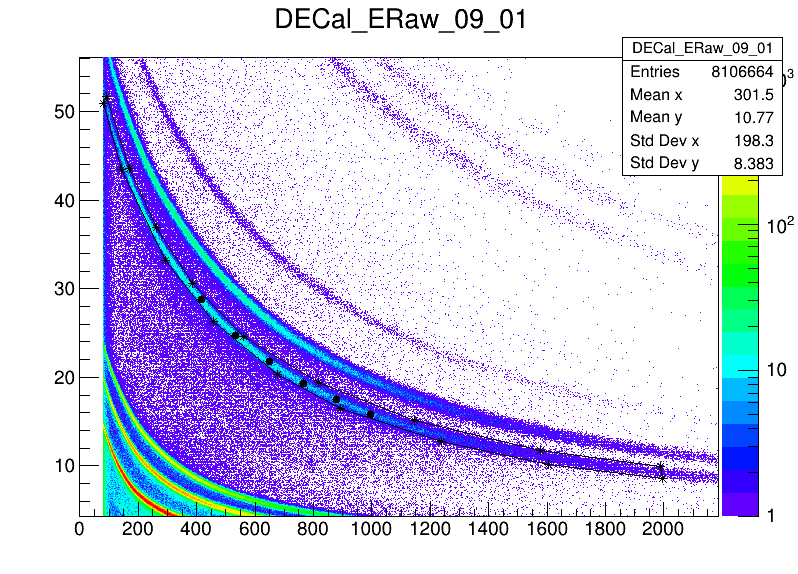 DECal_ERaw_09_01
DECal_ERaw_09_01
Entries 8106664
Mean x 301.5
Mean y 10.77
Std Dev x 198.3
Std Dev y 8.383
50
40
30
20
10
0 200 400 600 800 1000 1200 1400 1600 1800 2000
10²
10
1